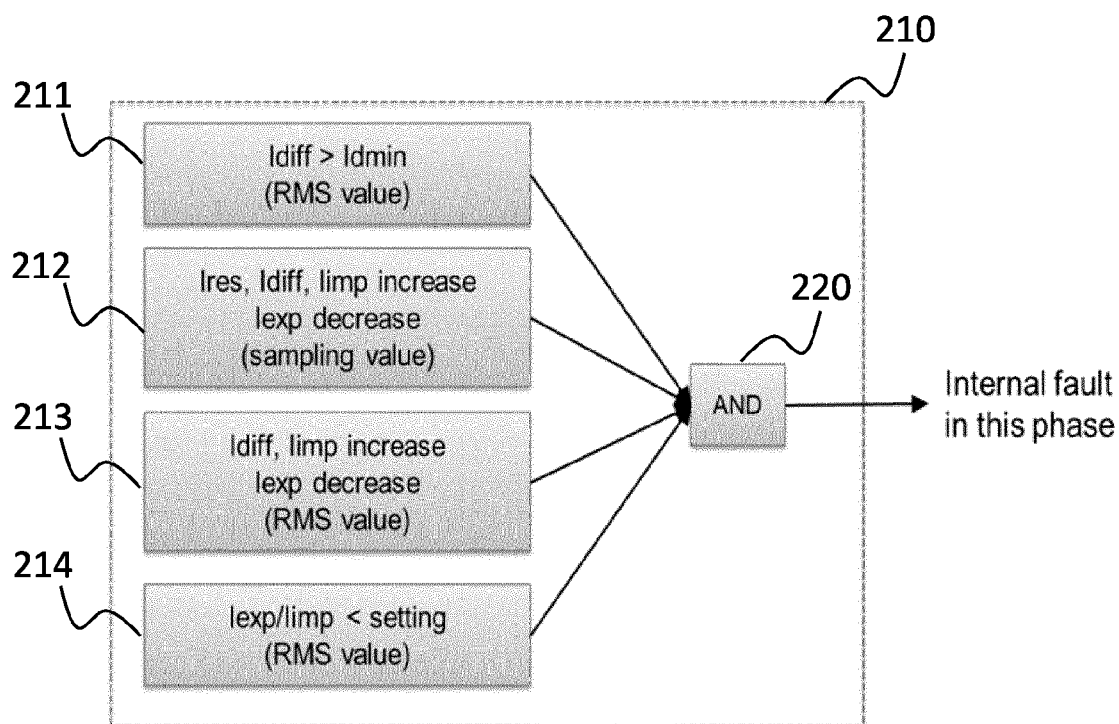 210
211
Idiff > Idmin
(RMS value)
212
Ires, Idiff, Iimp increase
Iexp decrease
(sampling value)
220
AND
Internal fault
in this phase
213
Idiff, Iimp increase
Iexp decrease
(RMS value)
214
Iexp/Iimp < setting
(RMS value)